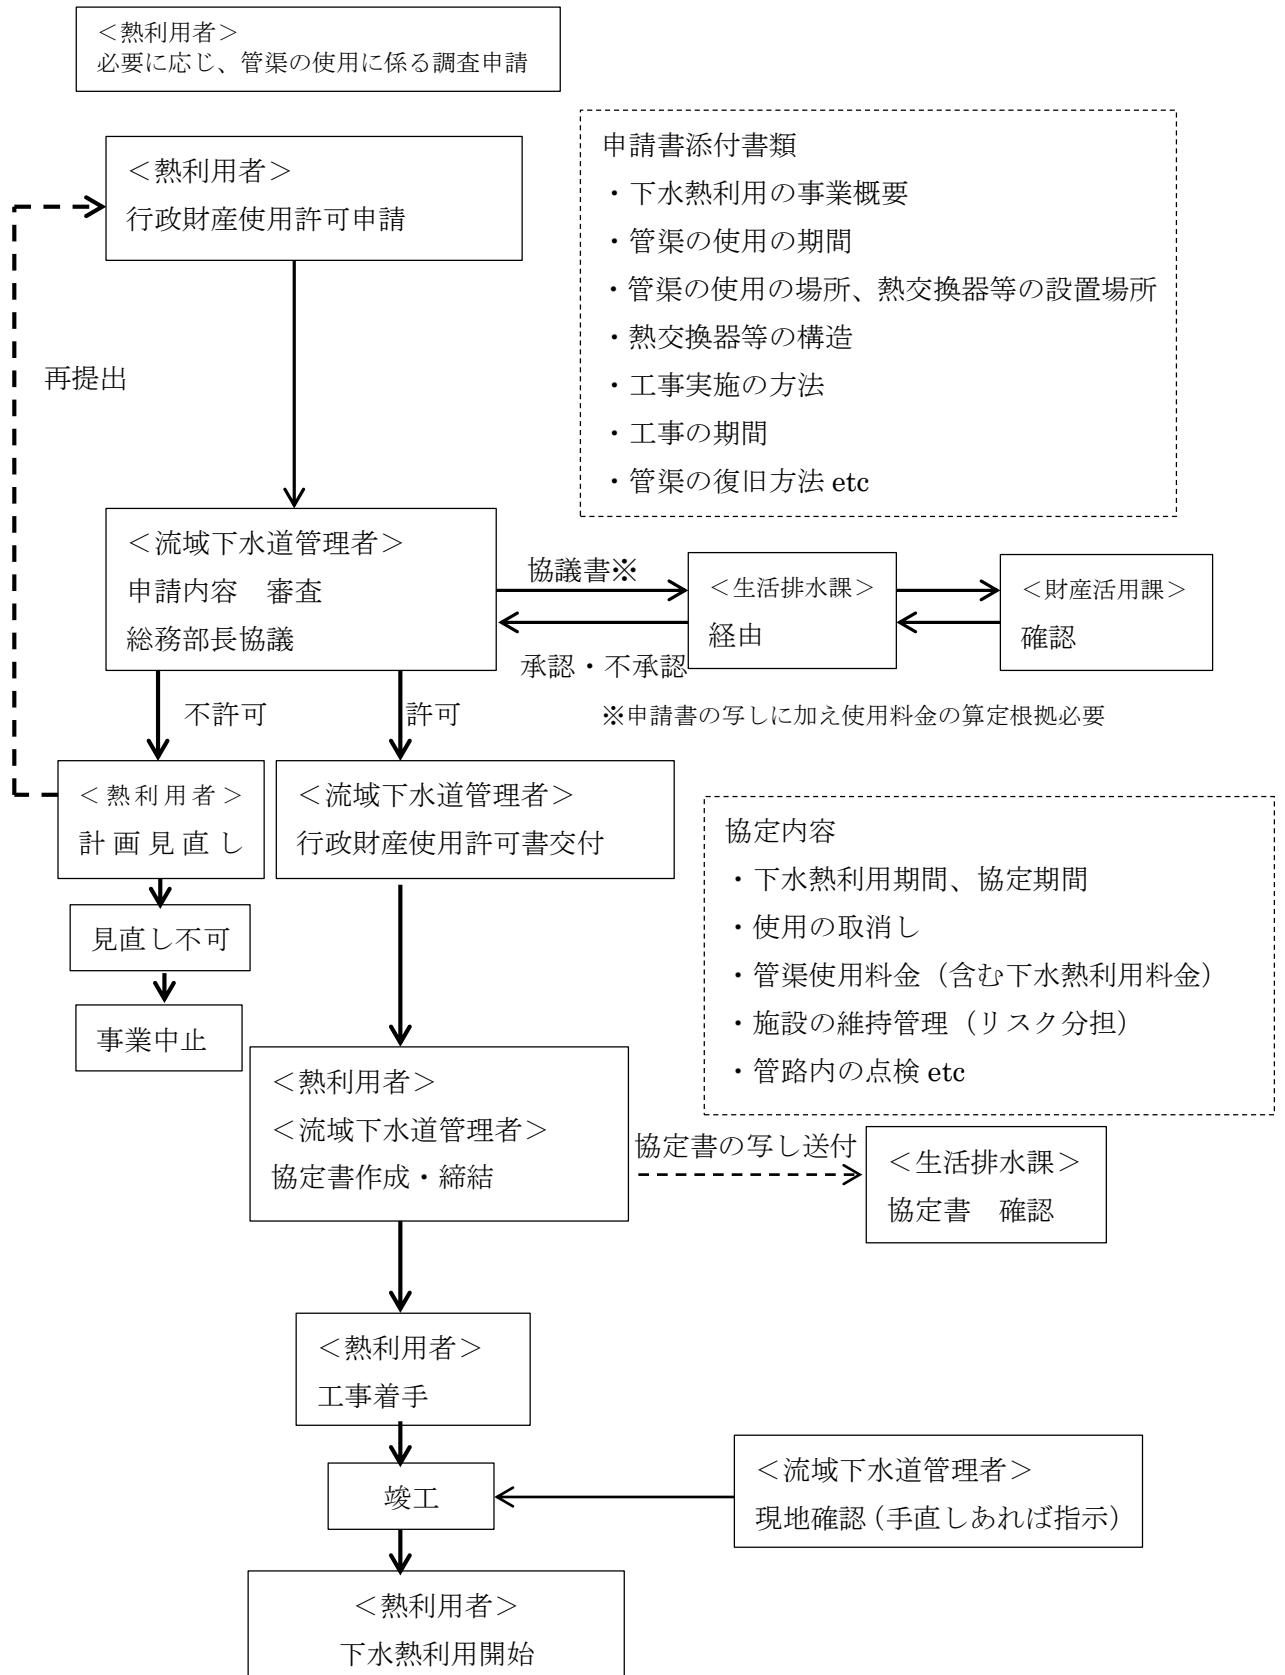 ＜熱利用者＞
必要に応じ、管渠の使用に係る調査申請
＜熱利用者＞
行政財産使用許可申請
申請書添付書類
・下水熱利用の事業概要
・管渠の使用の期間
・管渠の使用の場所、熱交換器等の設置場所
・熱交換器等の構造
・工事実施の方法
・工事の期間
・管渠の復旧方法 etc
再提出
＜流域下水道管理者＞
申請内容　審査
総務部長協議
協議書※
承認・不承認
＜生活排水課＞
経由
＜財産活用課＞
確認
※申請書の写しに加え使用料金の算定根拠必要
不許可
許可
＜熱利用者＞
計画見直し
＜流域下水道管理者＞
行政財産使用許可書交付
見直し不可
事業中止
協定内容
・下水熱利用期間、協定期間
・使用の取消し
・管渠使用料金（含む下水熱利用料金）
・施設の維持管理（リスク分担）
・管路内の点検 etc
＜熱利用者＞
＜流域下水道管理者＞
協定書作成・締結
協定書の写し送付
＜生活排水課＞
協定書　確認
＜熱利用者＞
工事着手
竣工
＜流域下水道管理者＞
現地確認（手直しあれば指示）
＜熱利用者＞
下水熱利用開始